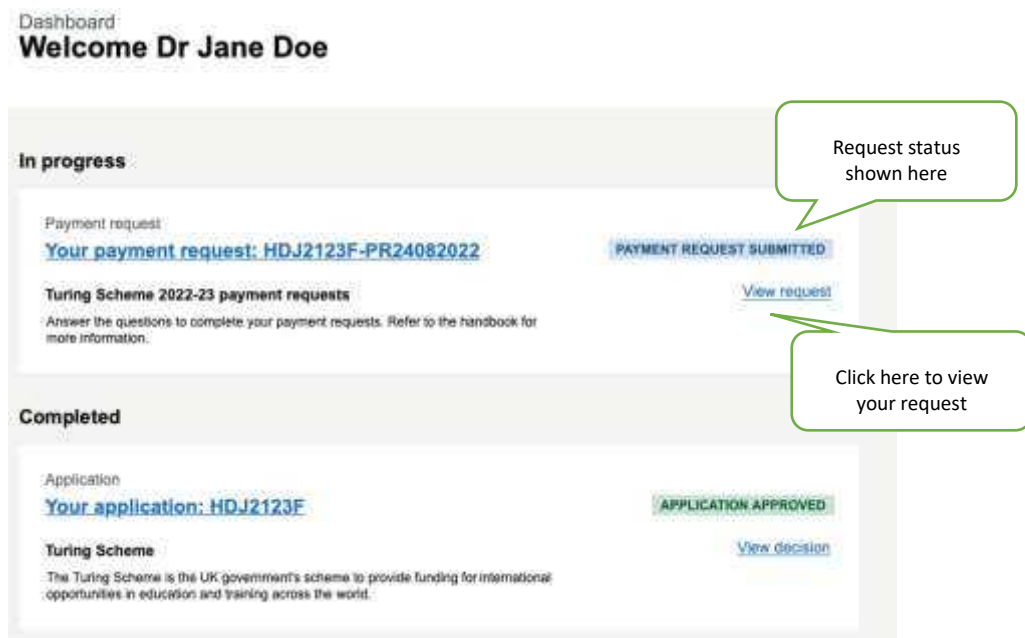 Dashboard
Welcome Dr Jane Doe
Request status
shown here
In progress
Payment request
Your payment request: HDJ2123F-PR24082022
PAYMENT REQUEST SUBMITTED
Turing Scheme 2022-23 payment requests
View request
Answer the questions to complete your payment requests. Refer to the handbook for
more information.
Click here to view
your request
Completed
Application
Your application: HDJ2123F
APPLICATION APPROVED
Turing Scheme
View decision
The Turing Scheme is the UK government's scheme to provide funding for international
opportunities in education and training across the world.